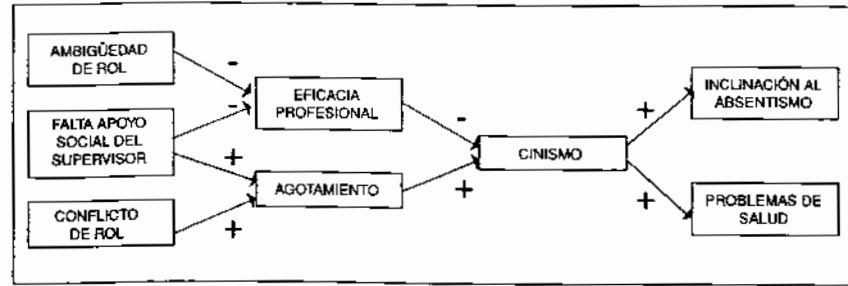 AMBIGÜEDAD
DE ROL
-
EFICACIA
PROFESIONAL
-
FALTA APOYO
SOCIAL DEL
SUPERVISOR
+
AGOTAMIENTO
+
CONFLICTO
DE ROL
-
CINISMO
+
+
INCLINACIÓN AL
ABSENTISMO
+
PROBLEMAS DE
SALUD